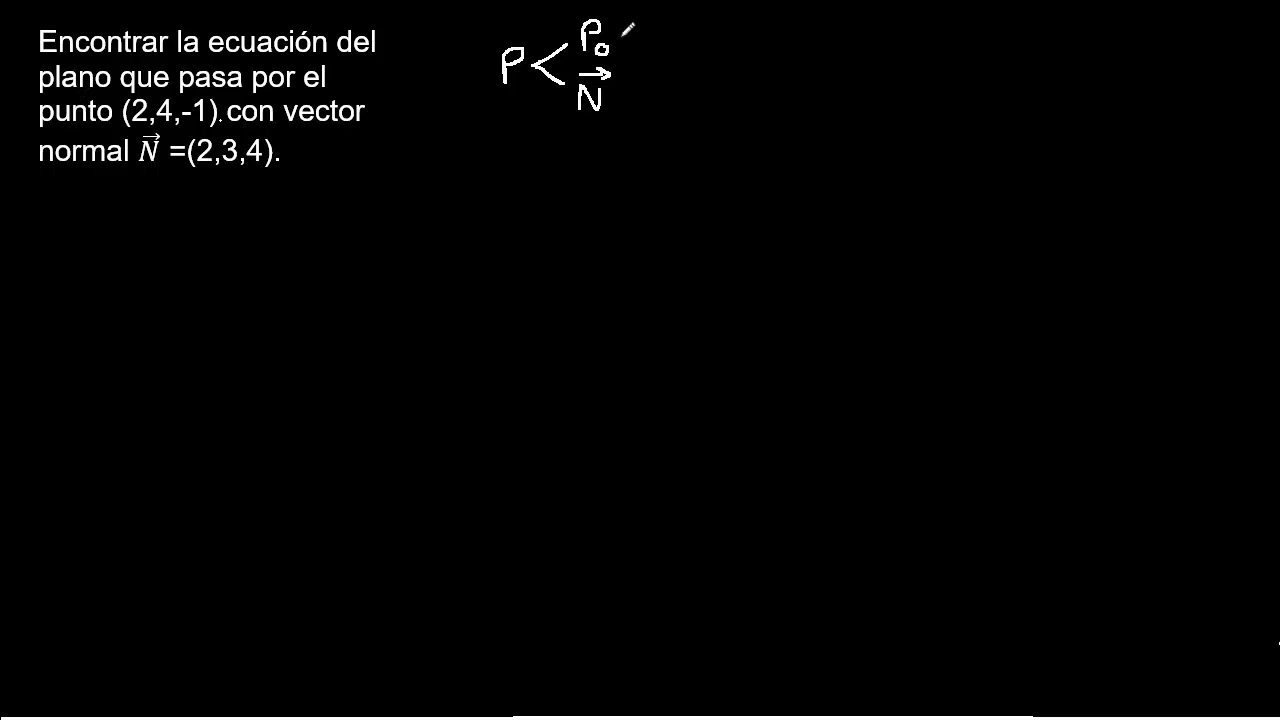 Encontrar la ecuación del
plano que pasa por el
punto (2,4,-1).con vector
normal N⃗ =(2,3,4).
P < P₀
N⃗